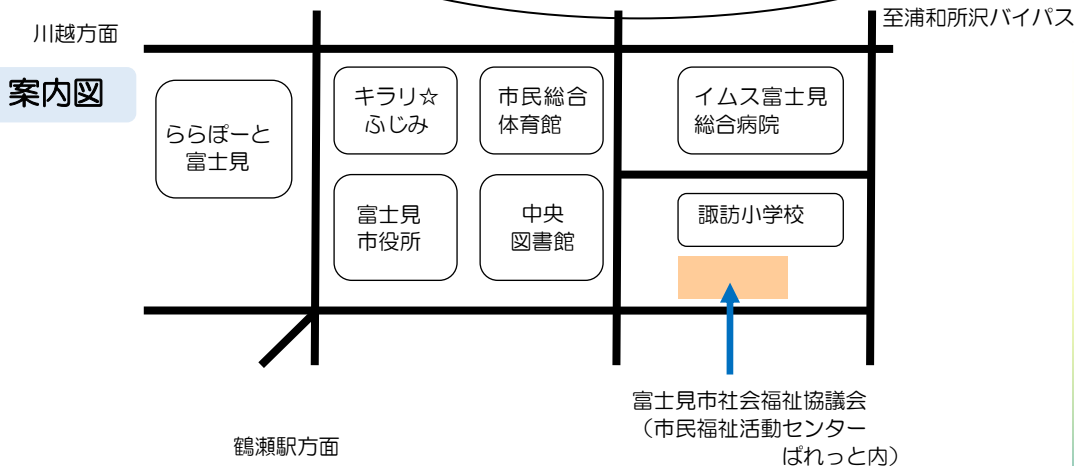 川越方面
至浦和所沢バイパス
案内図
ららぽーと
富士見
キラリ☆
ふじみ
市民総合
体育館
イムス富士見
総合病院
富士見
市役所
中央
図書館
諏訪小学校
富士見市社会福祉協議会
（市民福祉活動センター
ぱれっと内）
鶴瀬駅方面